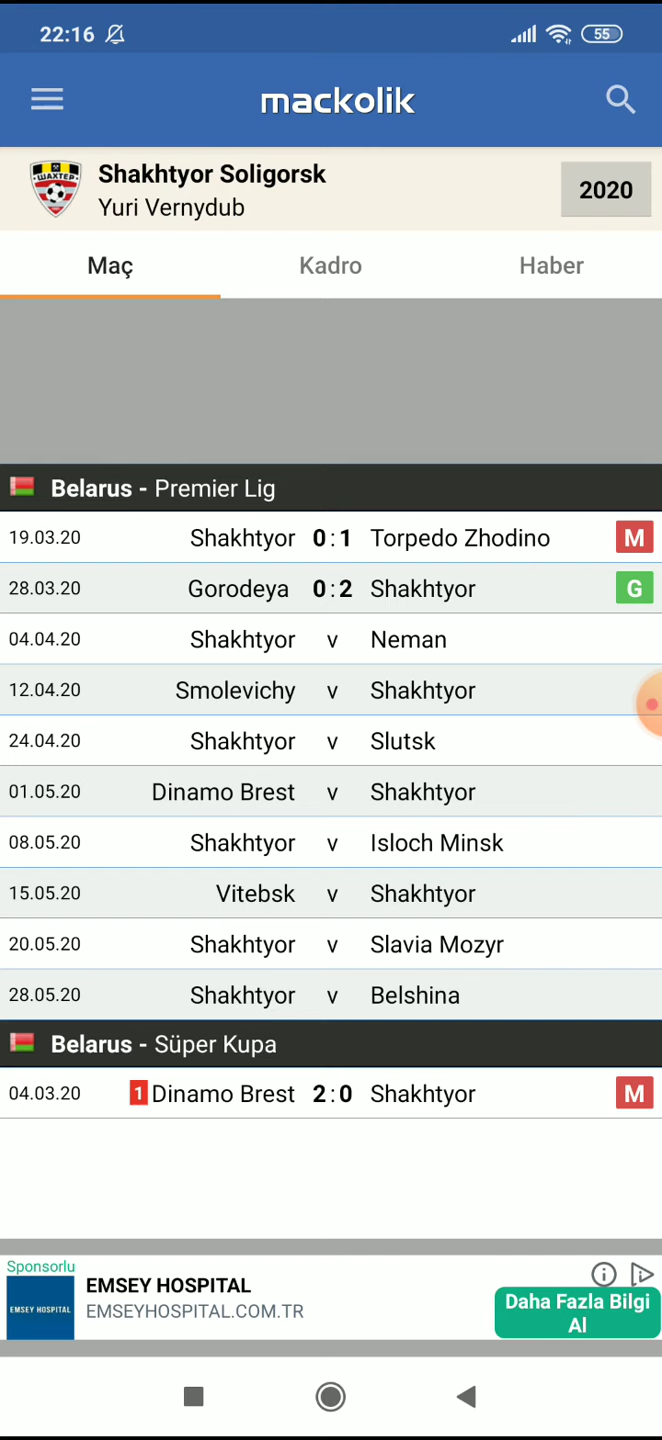 22:16 55
mackolik
ШАХТЕР
Shakhtyor Soligorsk
Yuri Vernydub
2020
Maç Kadro Haber
Belarus - Premier Lig
19.03.20 Shakhtyor 0:1 Torpedo Zhodino M
28.03.20 Gorodeya 0:2 Shakhtyor G
04.04.20 Shakhtyor v Neman
12.04.20 Smolevichy v Shakhtyor
24.04.20 Shakhtyor v Slutsk
01.05.20 Dinamo Brest v Shakhtyor
08.05.20 Shakhtyor v Isloch Minsk
15.05.20 Vitebsk v Shakhtyor
20.05.20 Shakhtyor v Slavia Mozyr
28.05.20 Shakhtyor v Belshina
Belarus - Süper Kupa
04.03.20 1 Dinamo Brest 2:0 Shakhtyor M
Sponsorlu
EMSEY HOSPITAL
EMSEY HOSPITAL
EMSEYHOSPITAL.COM.TR
Daha Fazla Bilgi
Al